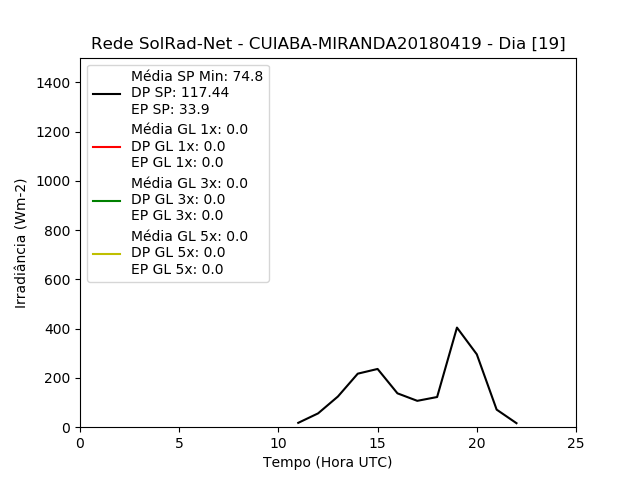 Rede SolRad-Net - CUIABA-MIRANDA20180419 - Dia [19]
Média SP Min: 74.8
DP SP: 117.44
EP SP: 33.9
Média GL 1x: 0.0
DP GL 1x: 0.0
EP GL 1x: 0.0
Média GL 3x: 0.0
DP GL 3x: 0.0
EP GL 3x: 0.0
Média GL 5x: 0.0
DP GL 5x: 0.0
EP GL 5x: 0.0
Irradiância (Wm-2)
1400
1200
1000
800
600
400
200
0
0 5 10 15 20 25
Tempo (Hora UTC)